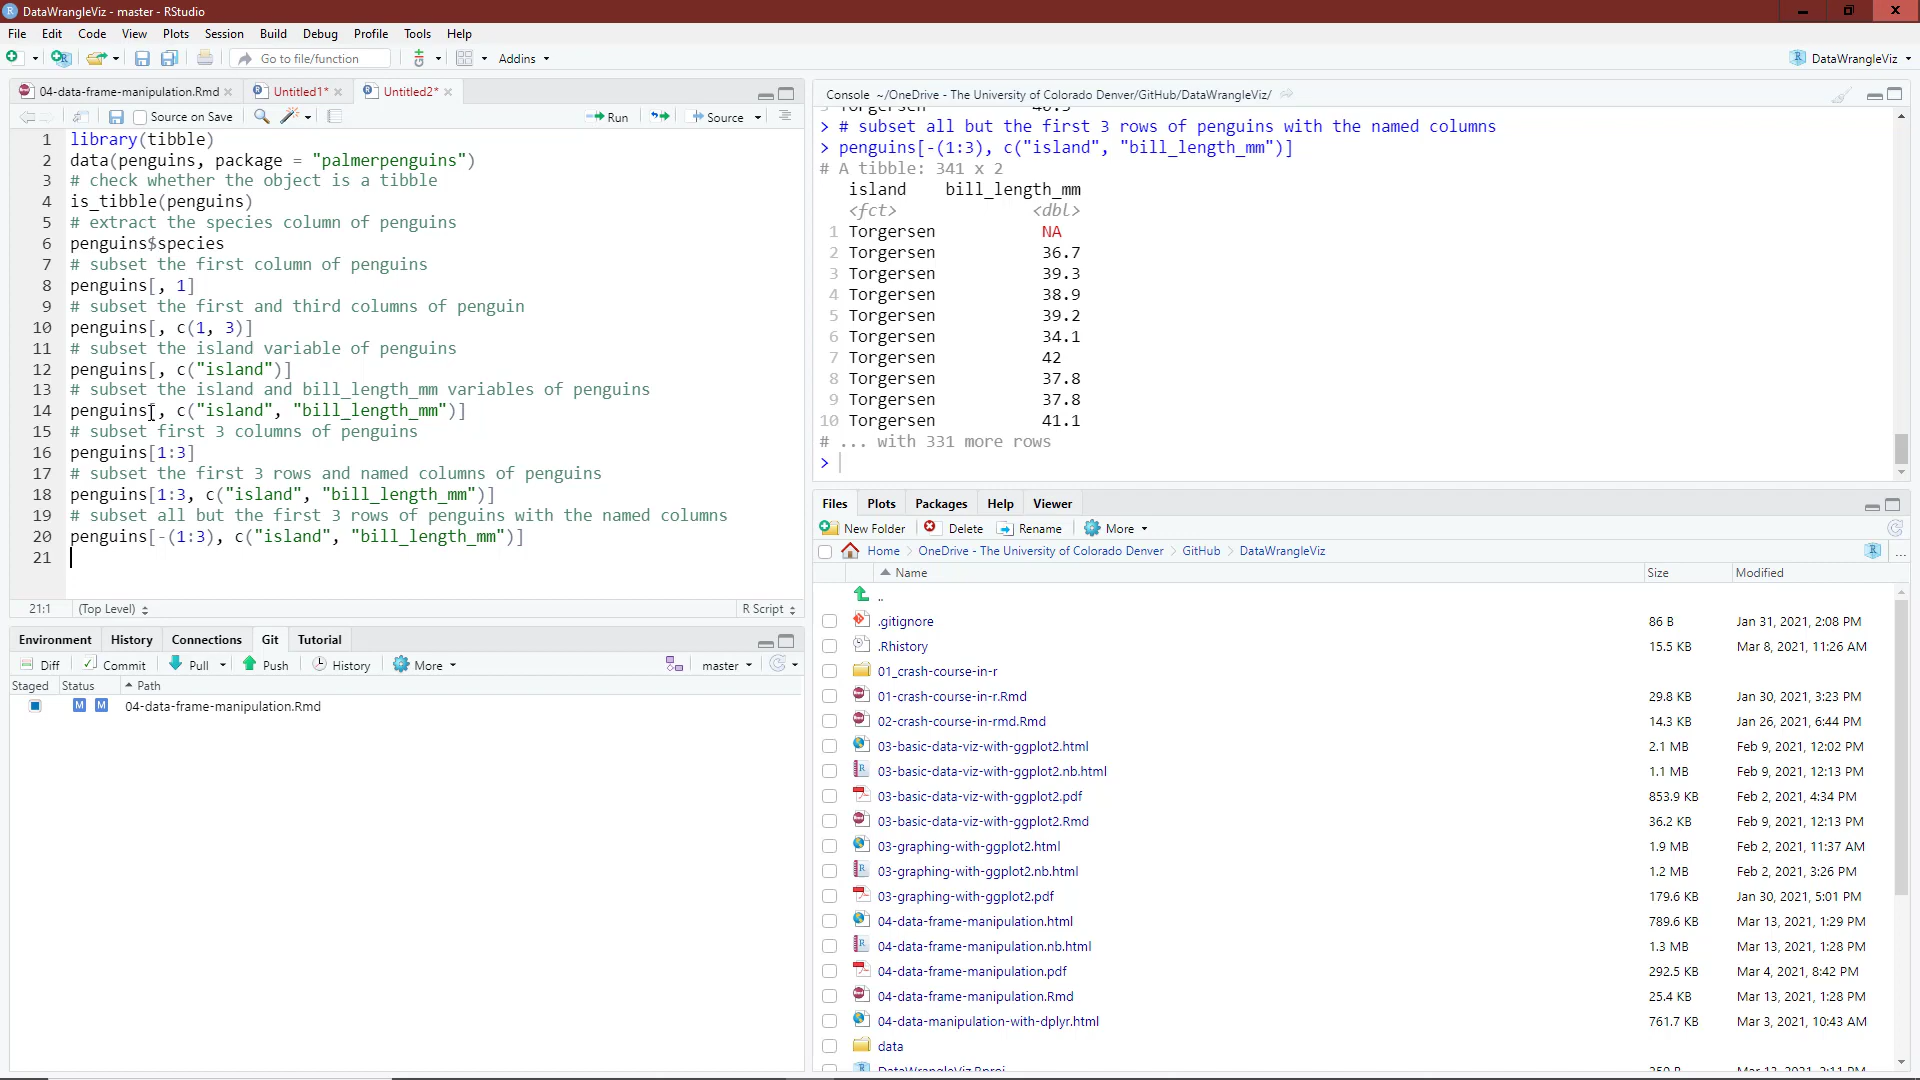 DataWrangleViz - master - RStudio
File Edit Code View Plots Session Build Debug Profile Tools Help
Go to file/function Addins DataWrangleViz
04-data-frame-manipulation.Rmd Untitled1* Untitled2*
Source on Save Run Source
1 library(tibble)
2 data(penguins, package = "palmerpenguins")
3 # check whether the object is a tibble
4 is_tibble(penguins)
5 # extract the species column of penguins
6 penguins$species
7 # subset the first column of penguins
8 penguins[, 1]
9 # subset the first and third columns of penguin
10 penguins[, c(1, 3)]
11 # subset the island variable of penguins
12 penguins[, c("island")]
13 # subset the island and bill_length_mm variables of penguins
14 penguins[, c("island", "bill_length_mm")]
15 # subset first 3 columns of penguins
16 penguins[1:3]
17 # subset the first 3 rows and named columns of penguins
18 penguins[1:3, c("island", "bill_length_mm")]
19 # subset all but the first 3 rows of penguins with the named columns
20 penguins[-(1:3), c("island", "bill_length_mm")]
21
21:1 (Top Level) R Script
Environment History Connections Git Tutorial
Diff Commit Pull Push History More master
Staged Status Path
M M 04-data-frame-manipulation.Rmd
Console ~/OneDrive - The University of Colorado Denver/GitHub/DataWrangleViz/
> # subset all but the first 3 rows of penguins with the named columns
> penguins[-(1:3), c("island", "bill_length_mm")]
# A tibble: 341 x 2
island bill_length_mm
<fct> <dbl>
1 Torgersen NA
2 Torgersen 36.7
3 Torgersen 39.3
4 Torgersen 38.9
5 Torgersen 39.2
6 Torgersen 34.1
7 Torgersen 42
8 Torgersen 37.8
9 Torgersen 37.8
10 Torgersen 41.1
# ... with 331 more rows
>
Files Plots Packages Help Viewer
New Folder Delete Rename More
Home OneDrive - The University of Colorado Denver GitHub DataWrangleViz ...
Name Size Modified
..
.gitignore 86 B Jan 31, 2021, 2:08 PM
.Rhistory 15.5 KB Mar 8, 2021, 11:26 AM
01_crash-course-in-r
01-crash-course-in-r.Rmd 29.8 KB Jan 30, 2021, 3:23 PM
02-crash-course-in-rmd.Rmd 14.3 KB Jan 26, 2021, 6:44 PM
03-basic-data-viz-with-ggplot2.html 2.1 MB Feb 9, 2021, 12:02 PM
03-basic-data-viz-with-ggplot2.nb.html 1.1 MB Feb 9, 2021, 12:13 PM
03-basic-data-viz-with-ggplot2.pdf 853.9 KB Feb 2, 2021, 4:34 PM
03-basic-data-viz-with-ggplot2.Rmd 36.2 KB Feb 9, 2021, 12:13 PM
03-graphing-with-ggplot2.html 1.9 MB Feb 2, 2021, 11:37 AM
03-graphing-with-ggplot2.nb.html 1.2 MB Feb 2, 2021, 3:26 PM
03-graphing-with-ggplot2.pdf 179.6 KB Jan 30, 2021, 5:01 PM
04-data-frame-manipulation.html 789.6 KB Mar 13, 2021, 1:29 PM
04-data-frame-manipulation.nb.html 1.3 MB Mar 13, 2021, 1:28 PM
04-data-frame-manipulation.pdf 292.5 KB Mar 4, 2021, 8:42 PM
04-data-frame-manipulation.Rmd 25.4 KB Mar 13, 2021, 1:28 PM
04-data-manipulation-with-dplyr.html 761.7 KB Mar 3, 2021, 10:43 AM
data